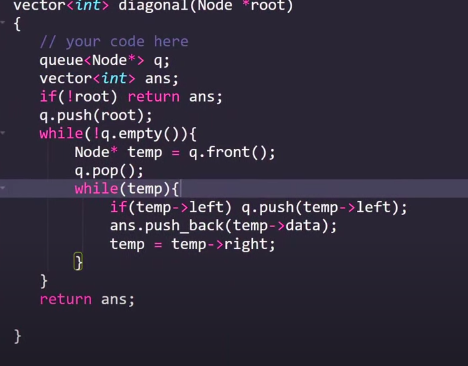 vector<int> diagonal(Node *root)
{
    // your code here
    queue<Node*> q;
    vector<int> ans;
    if(!root) return ans;
    q.push(root);
    while(!q.empty()){
        Node* temp = q.front();
        q.pop();
        while(temp){
            if(temp->left) q.push(temp->left);
            ans.push_back(temp->data);
            temp = temp->right;
        }
    }
    return ans;

}